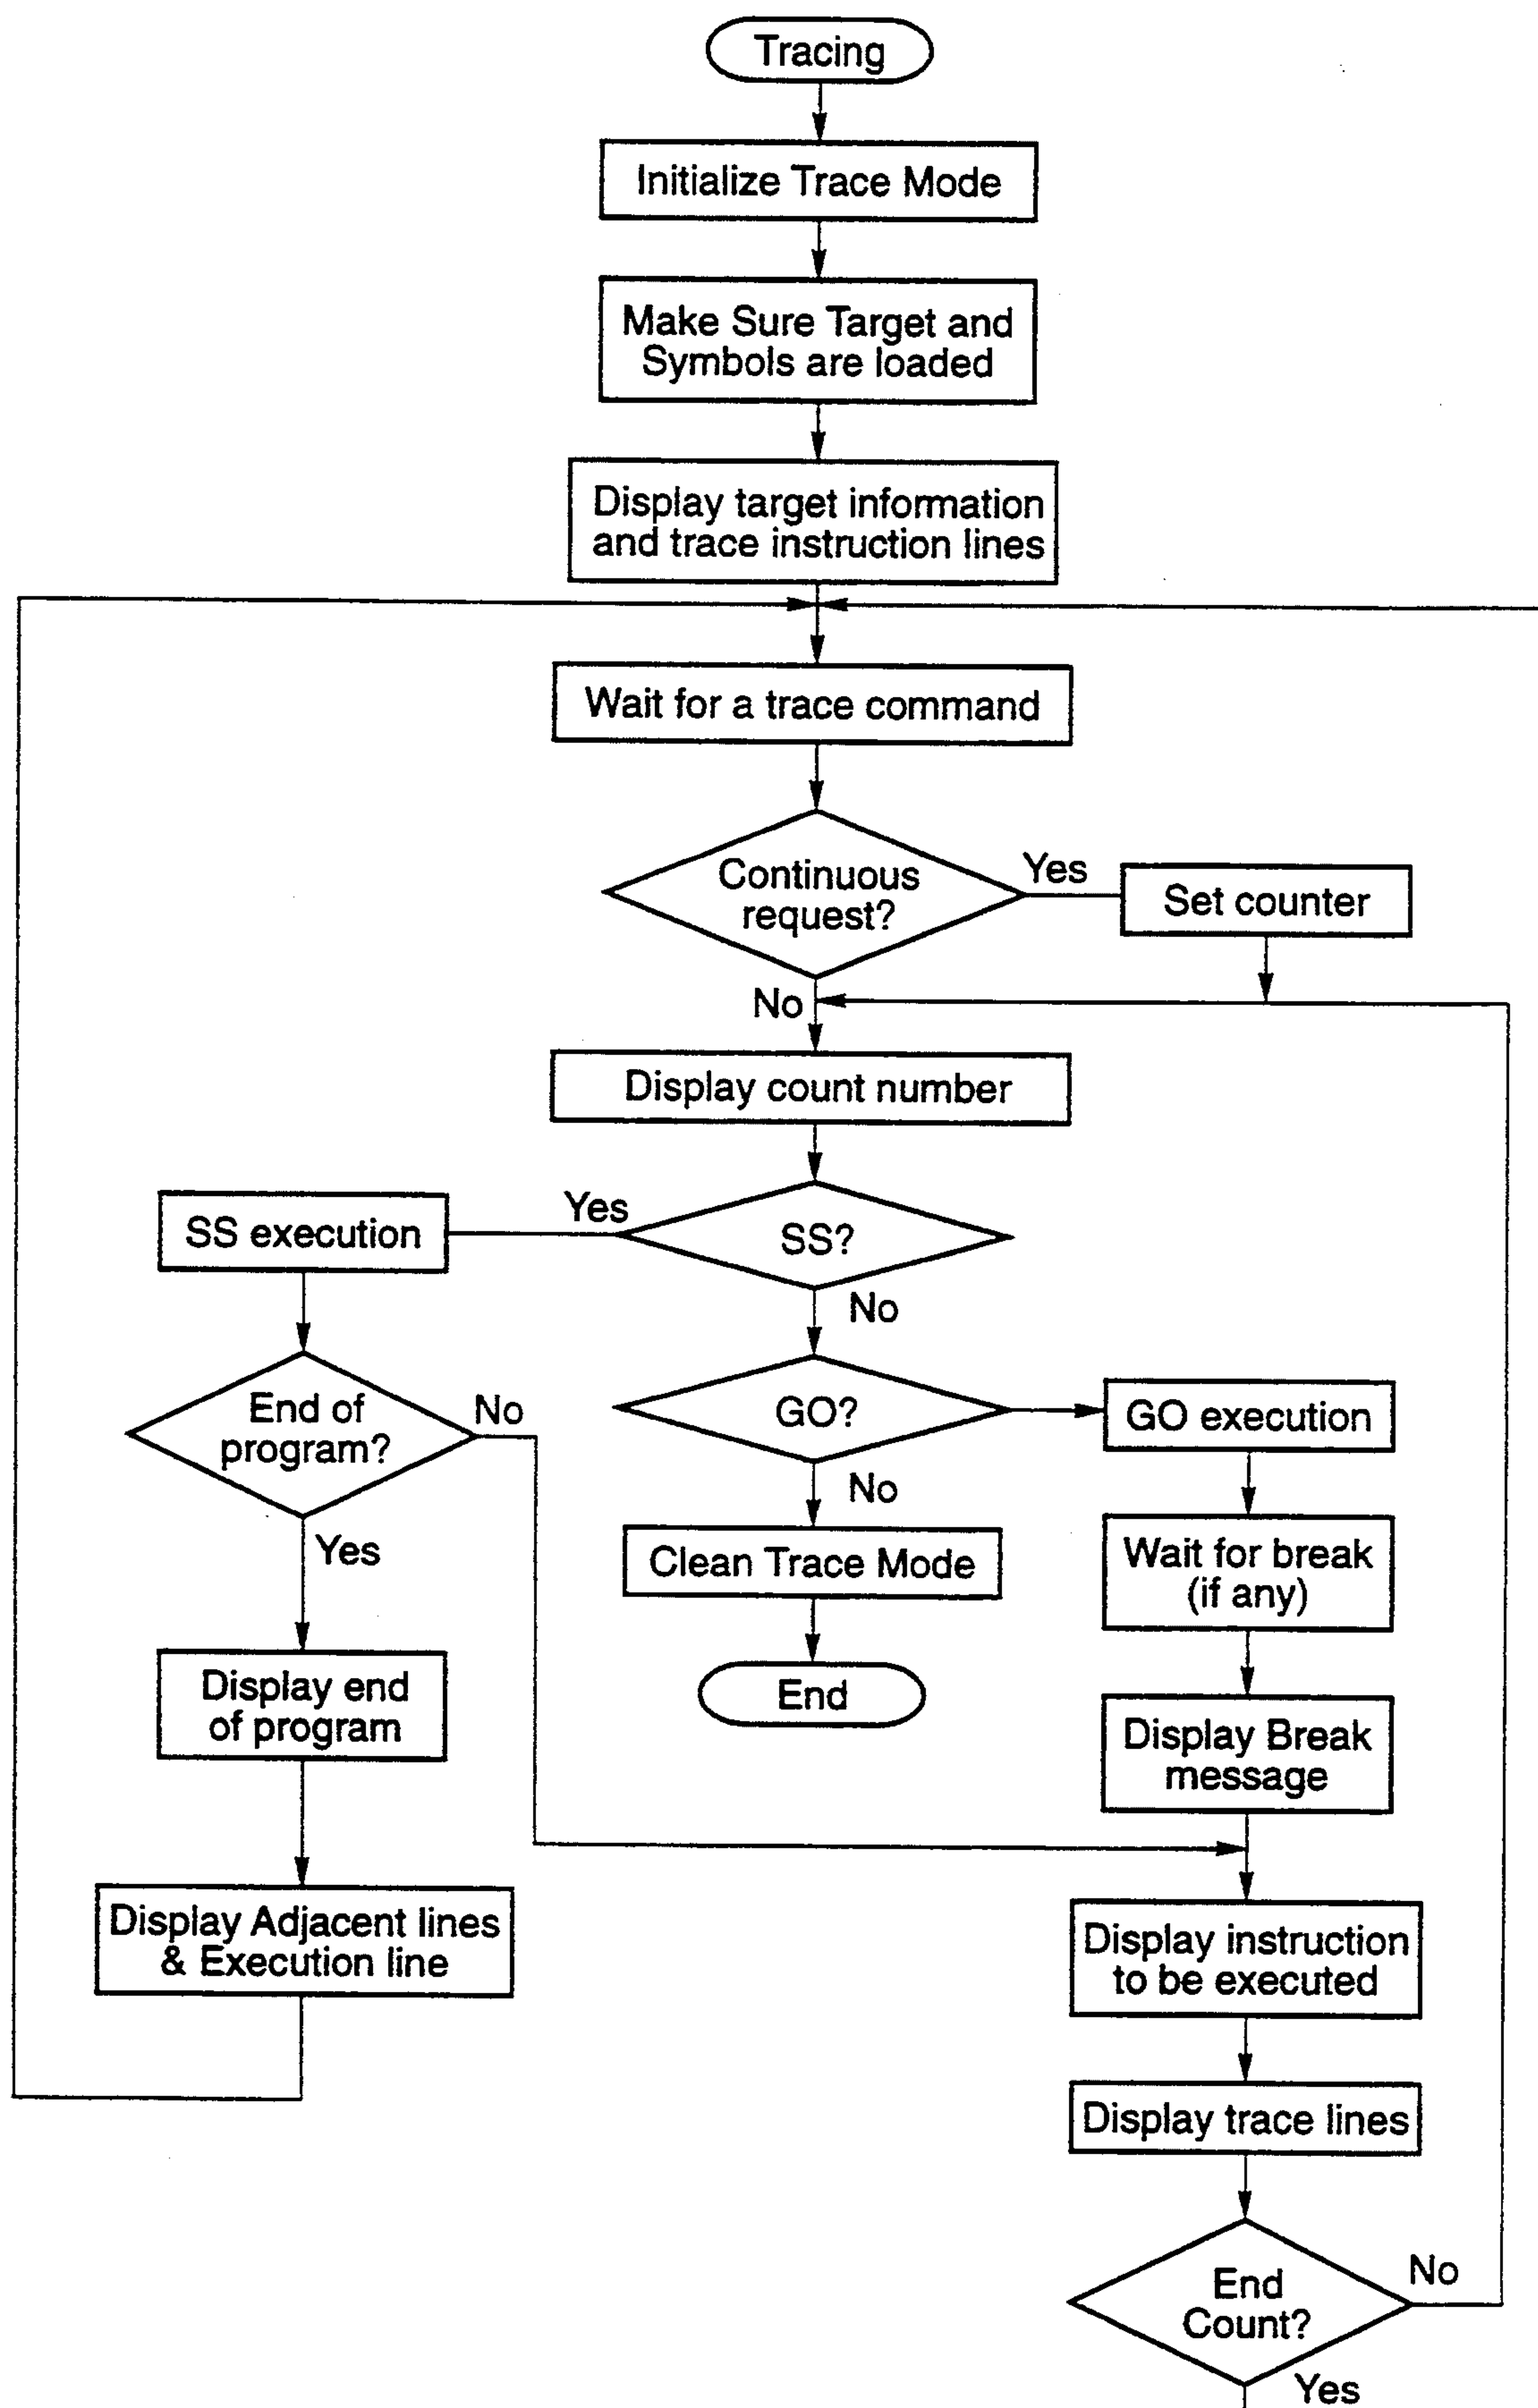 Tracing
Initialize Trace Mode
Make Sure Target and
Symbols are loaded
Display target information
and trace instruction lines
Wait for a trace command
Continuous
request?
Yes
Set counter
No
Display count number
SS?
Yes
SS execution
No
End of
program?
No
Yes
Display end
of program
Display Adjacent lines
& Execution line
GO?
No
Clean Trace Mode
End
GO execution
Wait for break
(if any)
Display Break
message
Display instruction
to be executed
Display trace lines
End
Count?
No
Yes